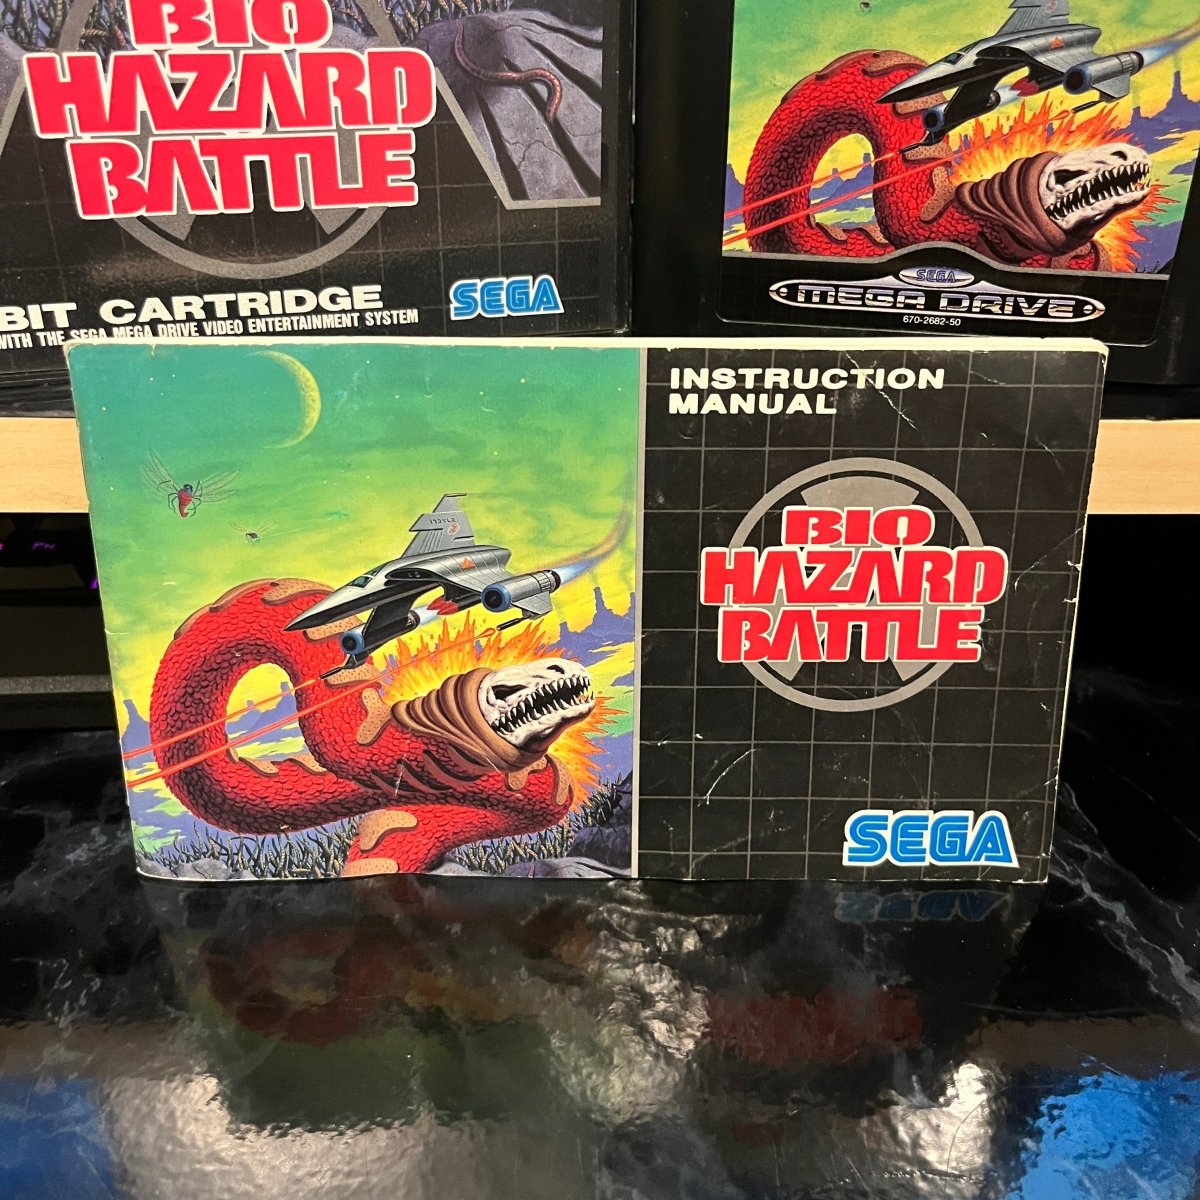 BIO
HAZARD
BATTLE
BIT CARTRIDGE
WITH THE SEGA MEGA DRIVE VIDEO ENTERTAINMENT SYSTEM
SEGA
SEGA
MEGA DRIVE
670-2682-50
INSTRUCTION
MANUAL
BIO
HAZARD
BATTLE
SEGA
FN